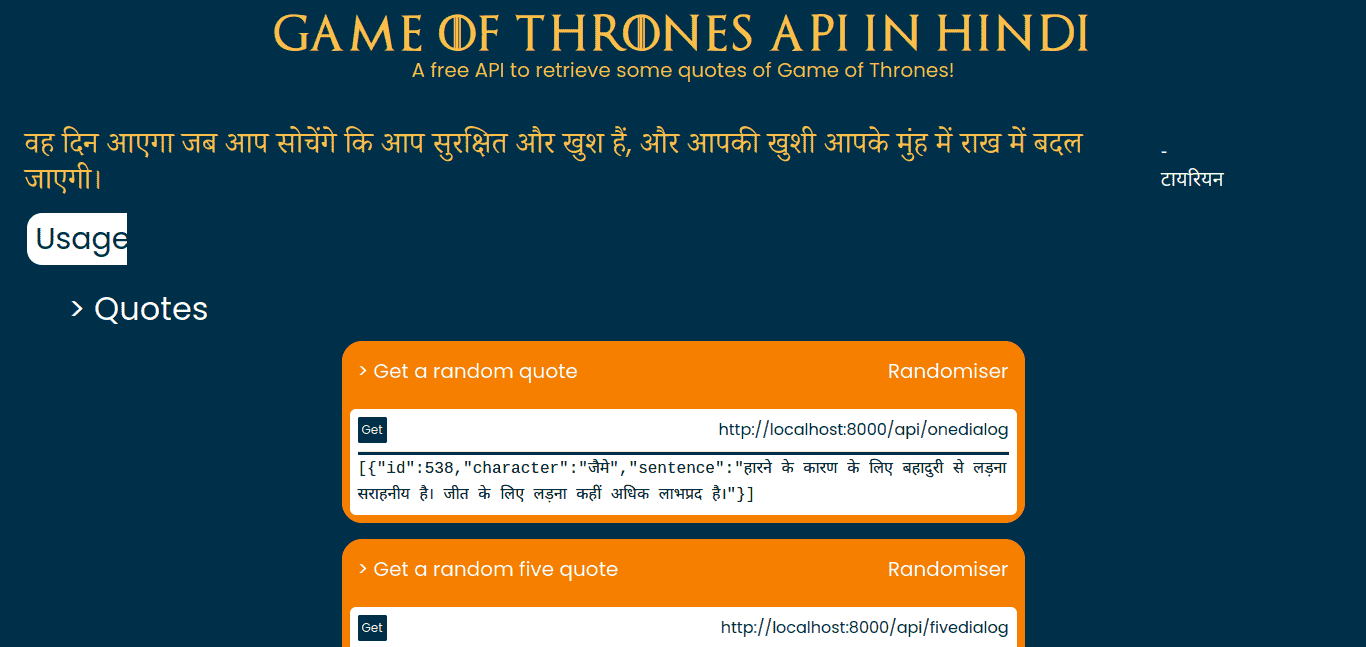 GAME OF THRONES API IN HINDI
A free API to retrieve some quotes of Game of Thrones!
वह दिन आएगा जब आप सोचेंगे कि आप सुरक्षित और खुश हैं, और आपकी खुशी आपके मुंह में राख में बदल
जाएगी।
-
टायरियन
Usage
> Quotes
> Get a random quote Randomiser
Get http://localhost:8000/api/onedialog
[{"id":538,"character":"जैमे","sentence":"हारने के कारण के लिए बहादुरी से लड़ना
सराहनीय है। जीत के लिए लड़ना कहीं अधिक लाभप्रद है।"}]
> Get a random five quote Randomiser
Get http://localhost:8000/api/fivedialog